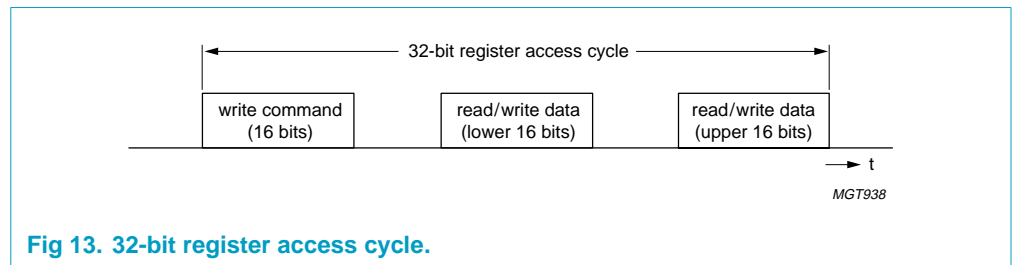 32-bit register access cycle
write command
(16 bits)
read/write data
(lower 16 bits)
read/write data
(upper 16 bits)
t
MGT938
Fig 13. 32-bit register access cycle.